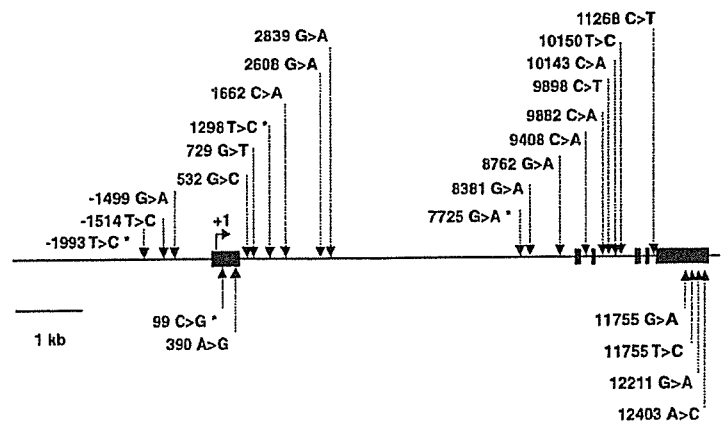 11268 C>T
2839 G>A
10150 T>C
2608 G>A
10143 C>A
9898 C>T
1662 C>A
9882 C>A
1298 T>C *
9408 C>A
729 G>T
8762 G>A
532 G>C
8381 G>A
-1499 G>A
7725 G>A *
-1514 T>C
+1
-1993 T>C *
99 C>G *
11755 G>A
1 kb
390 A>G
11755 T>C
12211 G>A
12403 A>C